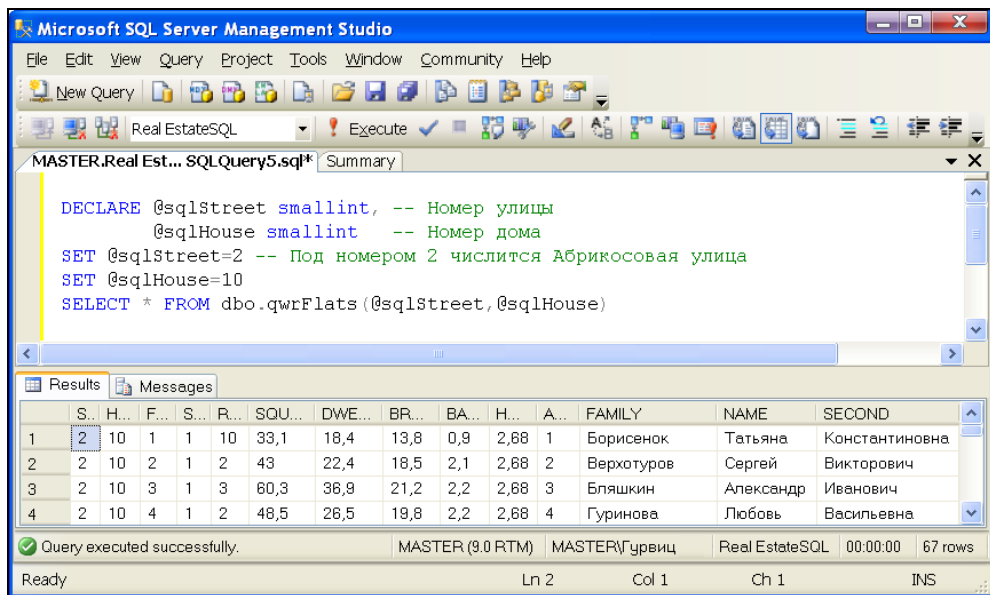 Microsoft SQL Server Management Studio
File Edit View Query Project Tools Window Community Help
New Query
Real EstateSQL Execute
MASTER.Real Est... SQLQuery5.sql* Summary
DECLARE @sqlStreet smallint, -- Номер улицы
@sqlHouse smallint -- Номер дома
SET @sqlStreet=2 -- Под номером 2 числится Абрикосовая улица
SET @sqlHouse=10
SELECT * FROM dbo.qwrFlats(@sqlStreet,@sqlHouse)
Results Messages
S... H... F... S... R... SQU... DWE... BR... BA... H... A... FAMILY NAME SECOND
1 2 10 1 1 10 33,1 18,4 13,8 0,9 2,68 1 Борисенок Татьяна Константиновна
2 2 10 2 1 2 43 22,4 18,5 2,1 2,68 2 Верхотуров Сергей Викторович
3 2 10 3 1 3 60,3 36,9 21,2 2,2 2,68 3 Бляшкин Александр Иванович
4 2 10 4 1 2 48,5 26,5 19,8 2,2 2,68 4 Гуринова Любовь Васильевна
Query executed successfully. MASTER (9.0 RTM) MASTER\Гурвиц Real EstateSQL 00:00:00 67 rows
Ready Ln 2 Col 1 Ch 1 INS